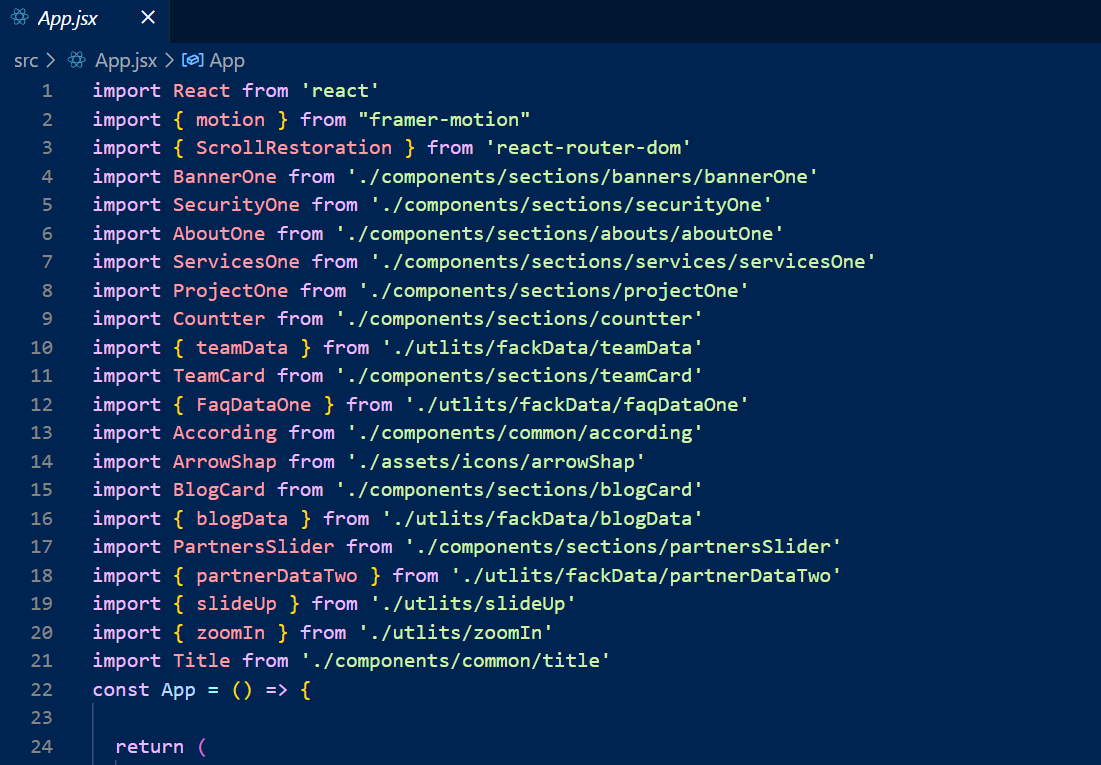 App.jsx
src > App.jsx > App
1 import React from 'react'
2 import { motion } from "framer-motion"
3 import { ScrollRestoration } from 'react-router-dom'
4 import BannerOne from './components/sections/banners/bannerOne'
5 import SecurityOne from './components/sections/securityOne'
6 import AboutOne from './components/sections/abouts/aboutOne'
7 import ServicesOne from './components/sections/services/servicesOne'
8 import ProjectOne from './components/sections/projectOne'
9 import Countter from './components/sections/countter'
10 import { teamData } from './utlits/fackData/teamData'
11 import TeamCard from './components/sections/teamCard'
12 import { FaqDataOne } from './utlits/fackData/faqDataOne'
13 import According from './components/common/according'
14 import ArrowShap from './assets/icons/arrowShap'
15 import BlogCard from './components/sections/blogCard'
16 import { blogData } from './utlits/fackData/blogData'
17 import PartnersSlider from './components/sections/partnersSlider'
18 import { partnerDataTwo } from './utlits/fackData/partnerDataTwo'
19 import { slideUp } from './utlits/slideUp'
20 import { zoomIn } from './utlits/zoomIn'
21 import Title from './components/common/title'
22 const App = () => {
23
24 return (